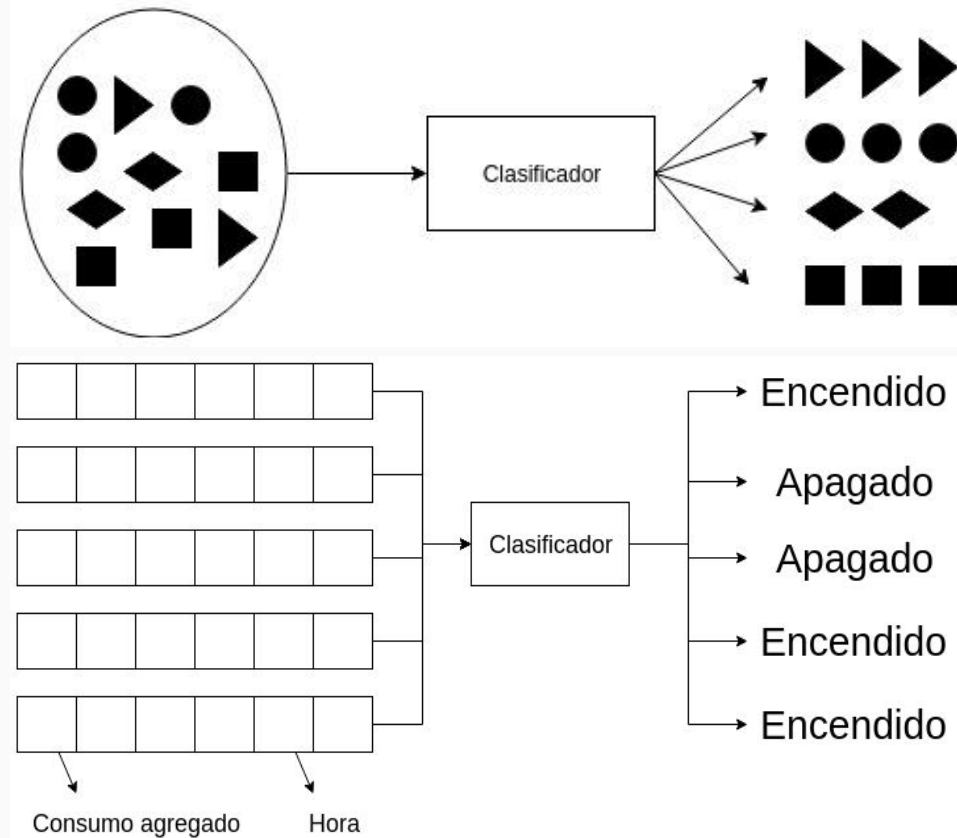 Clasificador
Encendido
Apagado
Clasificador
Apagado
Encendido
Encendido
Consumo agregado
Hora